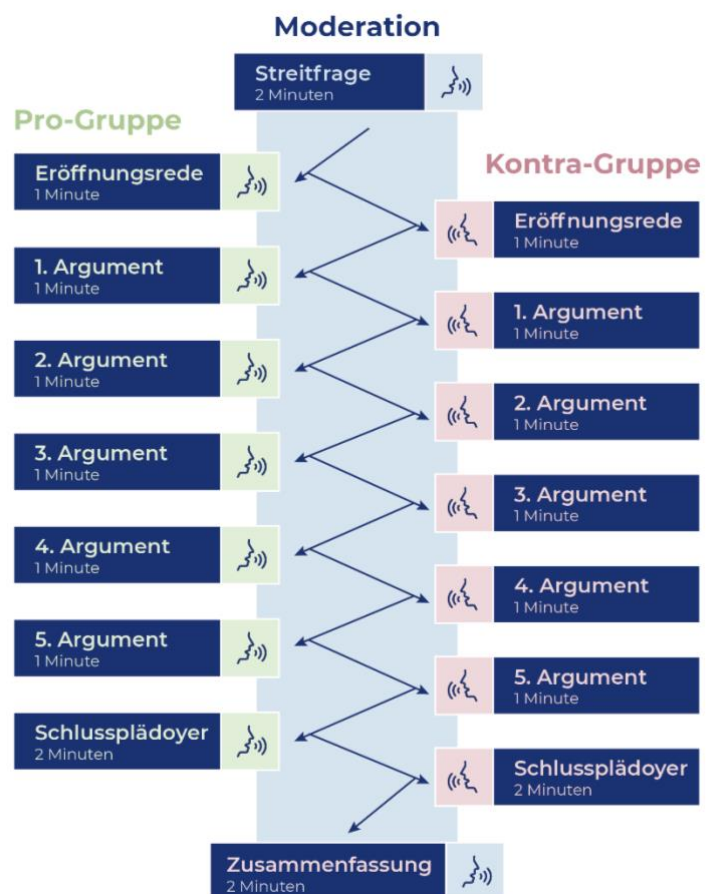 Moderation
Streitfrage
2 Minuten
Pro-Gruppe
Eröffnungsrede
1 Minute
Kontra-Gruppe
Eröffnungsrede
1 Minute
1. Argument
1 Minute
1. Argument
1 Minute
2. Argument
1 Minute
2. Argument
1 Minute
3. Argument
1 Minute
3. Argument
1 Minute
4. Argument
1 Minute
4. Argument
1 Minute
5. Argument
1 Minute
5. Argument
1 Minute
Schlussplädoyer
2 Minuten
Schlussplädoyer
2 Minuten
Zusammenfassung
2 Minuten